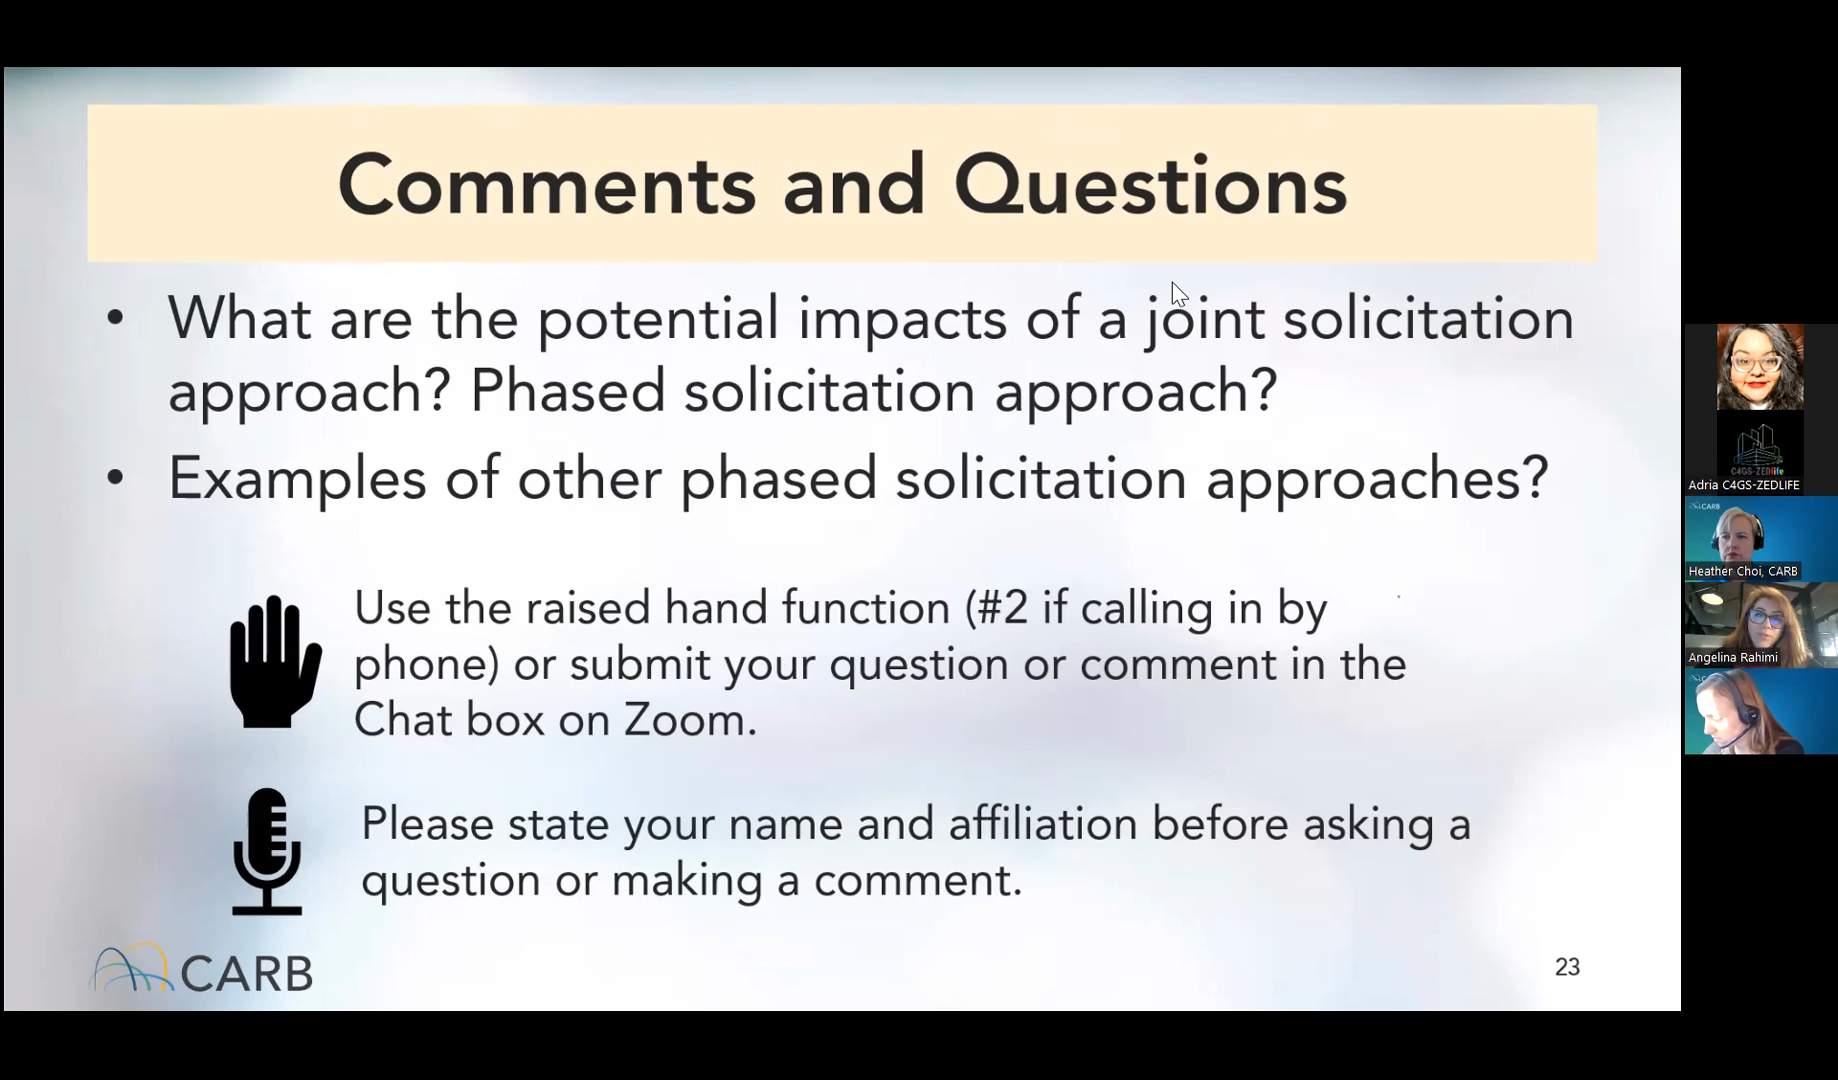 Comments and Questions
• What are the potential impacts of a joint solicitation
approach? Phased solicitation approach?
• Examples of other phased solicitation approaches?
Use the raised hand function (#2 if calling in by
phone) or submit your question or comment in the
Chat box on Zoom.
Please state your name and affiliation before asking a
question or making a comment.
CARB
23
C4GS-ZEDlife
Adria C4GS-ZEDLIFE
CARB
Heather Choi, CARB
Angelina Rahimi